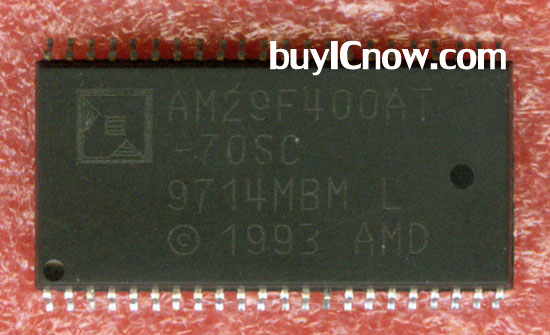 buyICnow.com
AM29F400AT
-70SC
9714MBM L
© 1993 AMD